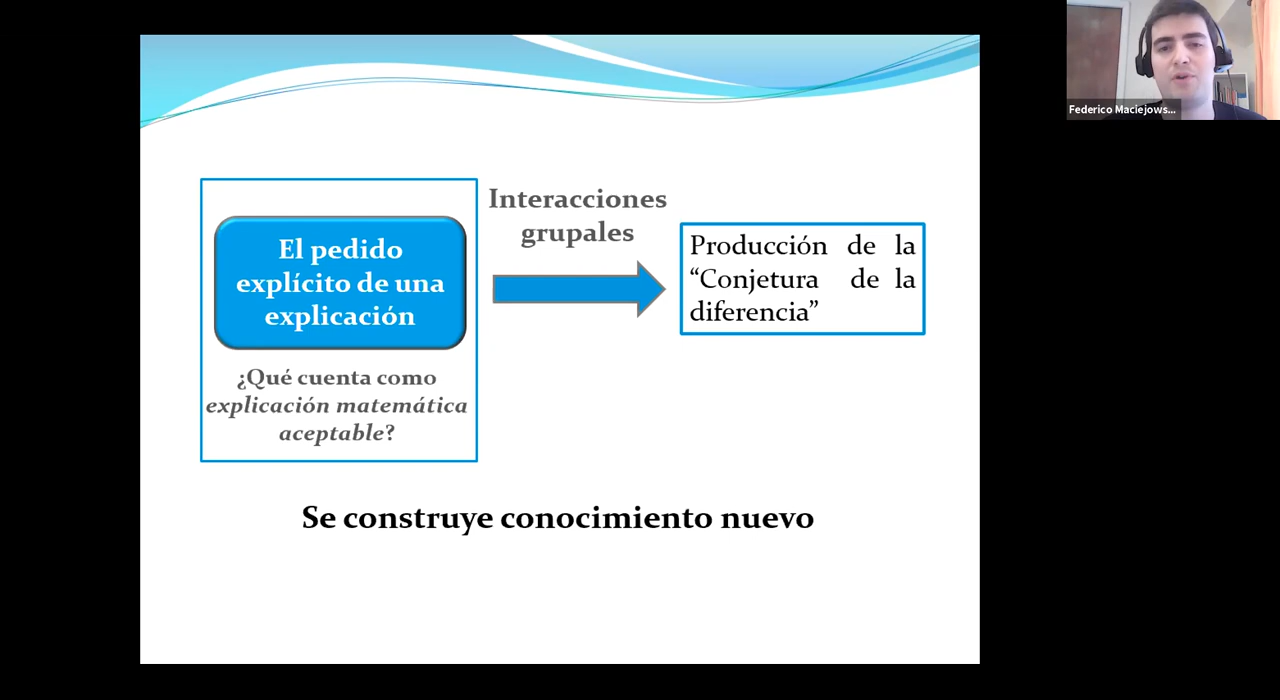 El pedido
explícito de una
explicación
¿Qué cuenta como
explicación matemática
aceptable?
Interacciones
grupales
Producción de la
“Conjetura de la
diferencia”
Se construye conocimiento nuevo
Federico Maciejows...